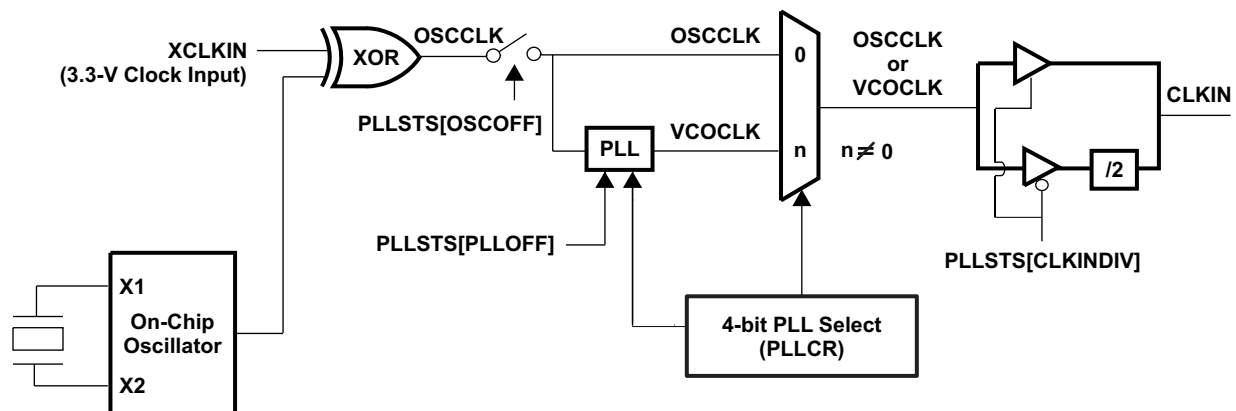 XCLKIN
(3.3-V Clock Input)
XOR
OSCCLK
PLLSTS[OSCOFF]
OSCCLK
0
OSCCLK
or
VCOCLK
CLKIN
PLL
VCOCLK
n
n ≠ 0
/2
PLLSTS[PLLOFF]
PLLSTS[CLKINDIV]
X1
On-Chip
Oscillator
X2
4-bit PLL Select
(PLLCR)